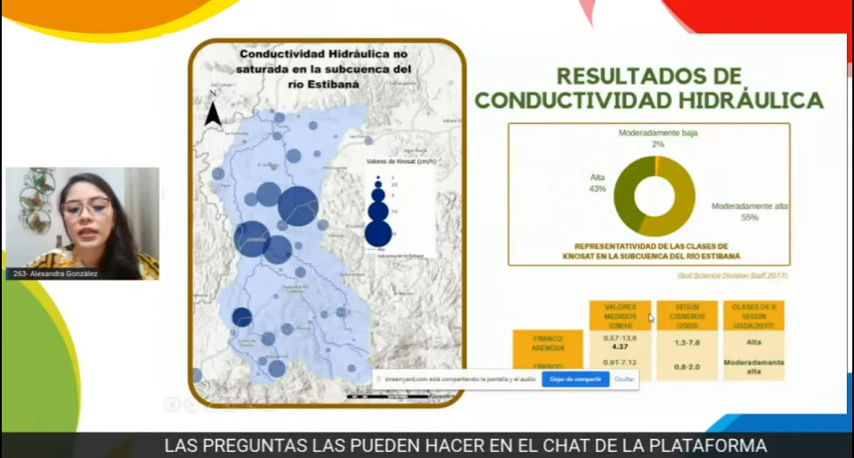 Conductividad Hidráulica no
saturada en la subcuenca del
río Estibaná
N
Valores de Knosat (cm/h)
RESULTADOS DE
CONDUCTIVIDAD HIDRÁULICA
Moderadamente baja
2%
Alta
43%
Moderadamente alta
55%
REPRESENTATIVIDAD DE LAS CLASES DE
KNOSAT EN LA SUBCUENCA DEL RÍO ESTIBANÁ
(Soil Science Division Staff, 2017).
VALORES MEDIDOS (CM/H)
SEGUN CISNEROS (2003)
CLASES DE K SEGUN USDA(2017)
FRANCO ARENOSA
0.57-13.6
4.37
1.3-7.6
Alta
FRANCO
0.91-7.12
0.8-2.0
Moderadamente alta
streamyard.com está compartiendo la pantalla y el audio.
Dejar de compartir
Ocultar
263- Alexandra González
LAS PREGUNTAS LAS PUEDEN HACER EN EL CHAT DE LA PLATAFORMA